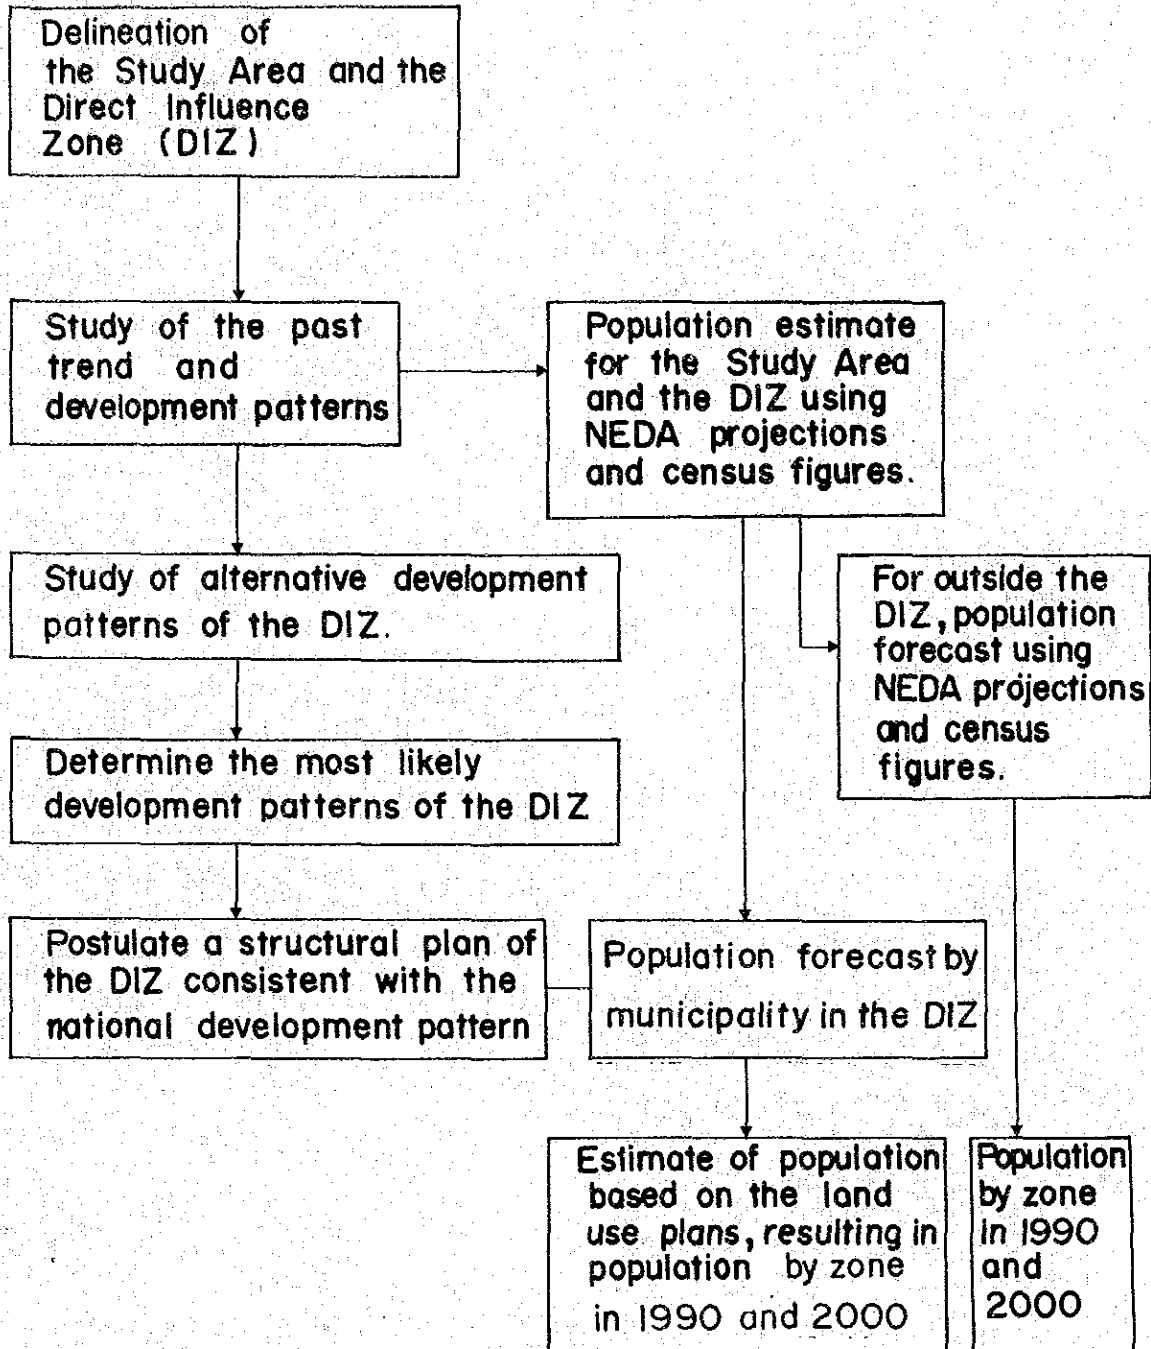 Delineation of
the Study Area and the
Direct Influence
Zone (DIZ)
Study of the past
trend and
development patterns
Population estimate
for the Study Area
and the DIZ using
NEDA projections
and census figures.
Study of alternative development
patterns of the DIZ.
For outside the
DIZ, population
forecast using
NEDA projections
and census
figures.
Determine the most likely
development patterns of the DIZ
Postulate a structural plan of
the DIZ consistent with the
national development pattern
Population forecast by
municipality in the DIZ
Estimate of population
based on the land
use plans, resulting in
population by zone
in 1990 and 2000
Population
by zone
in 1990
and
2000